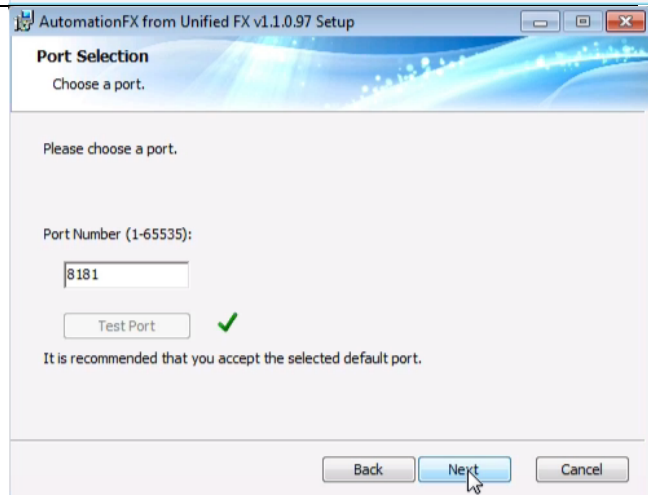 AutomationFX from Unified FX v1.1.0.97 Setup
Port Selection
Choose a port.
Please choose a port.
Port Number (1-65535):
8181
Test Port
It is recommended that you accept the selected default port.
Back Next Cancel